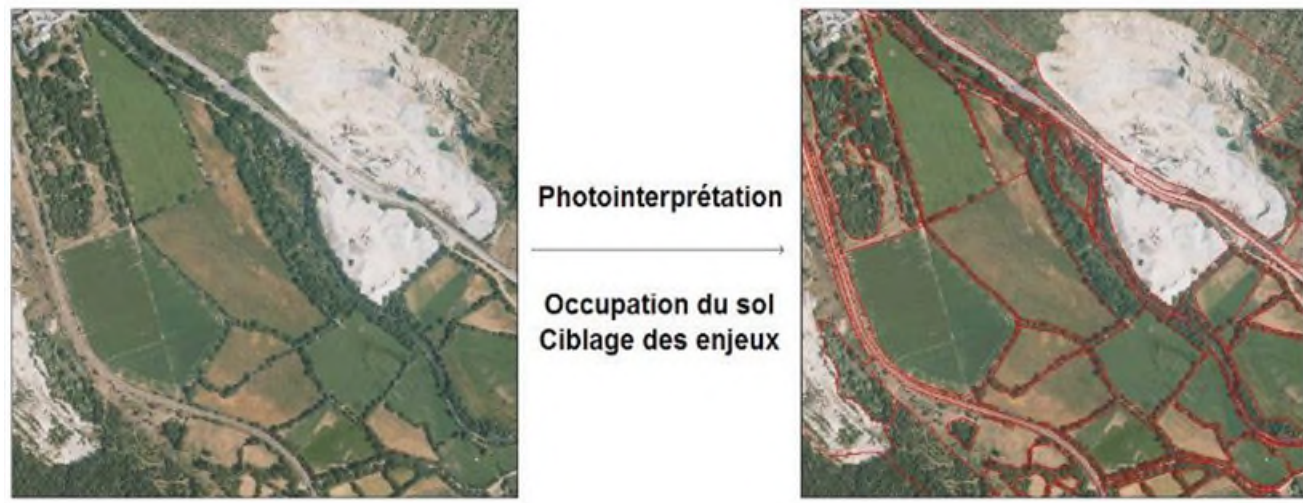 Photointerprétation
Occupation du sol
Ciblage des enjeux